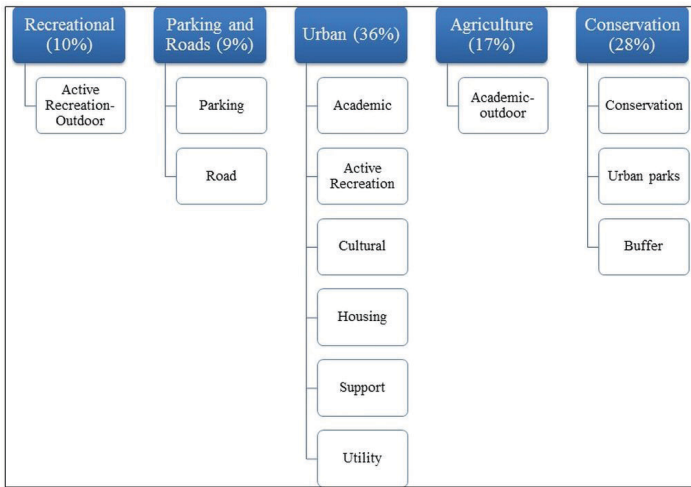 Recreational
(10%)
Active
Recreation-
Outdoor
Parking and
Roads (9%)
Parking
Road
Urban (36%)
Academic
Active
Recreation
Cultural
Housing
Support
Utility
Agriculture
(17%)
Academic-
outdoor
Conservation
(28%)
Conservation
Urban parks
Buffer